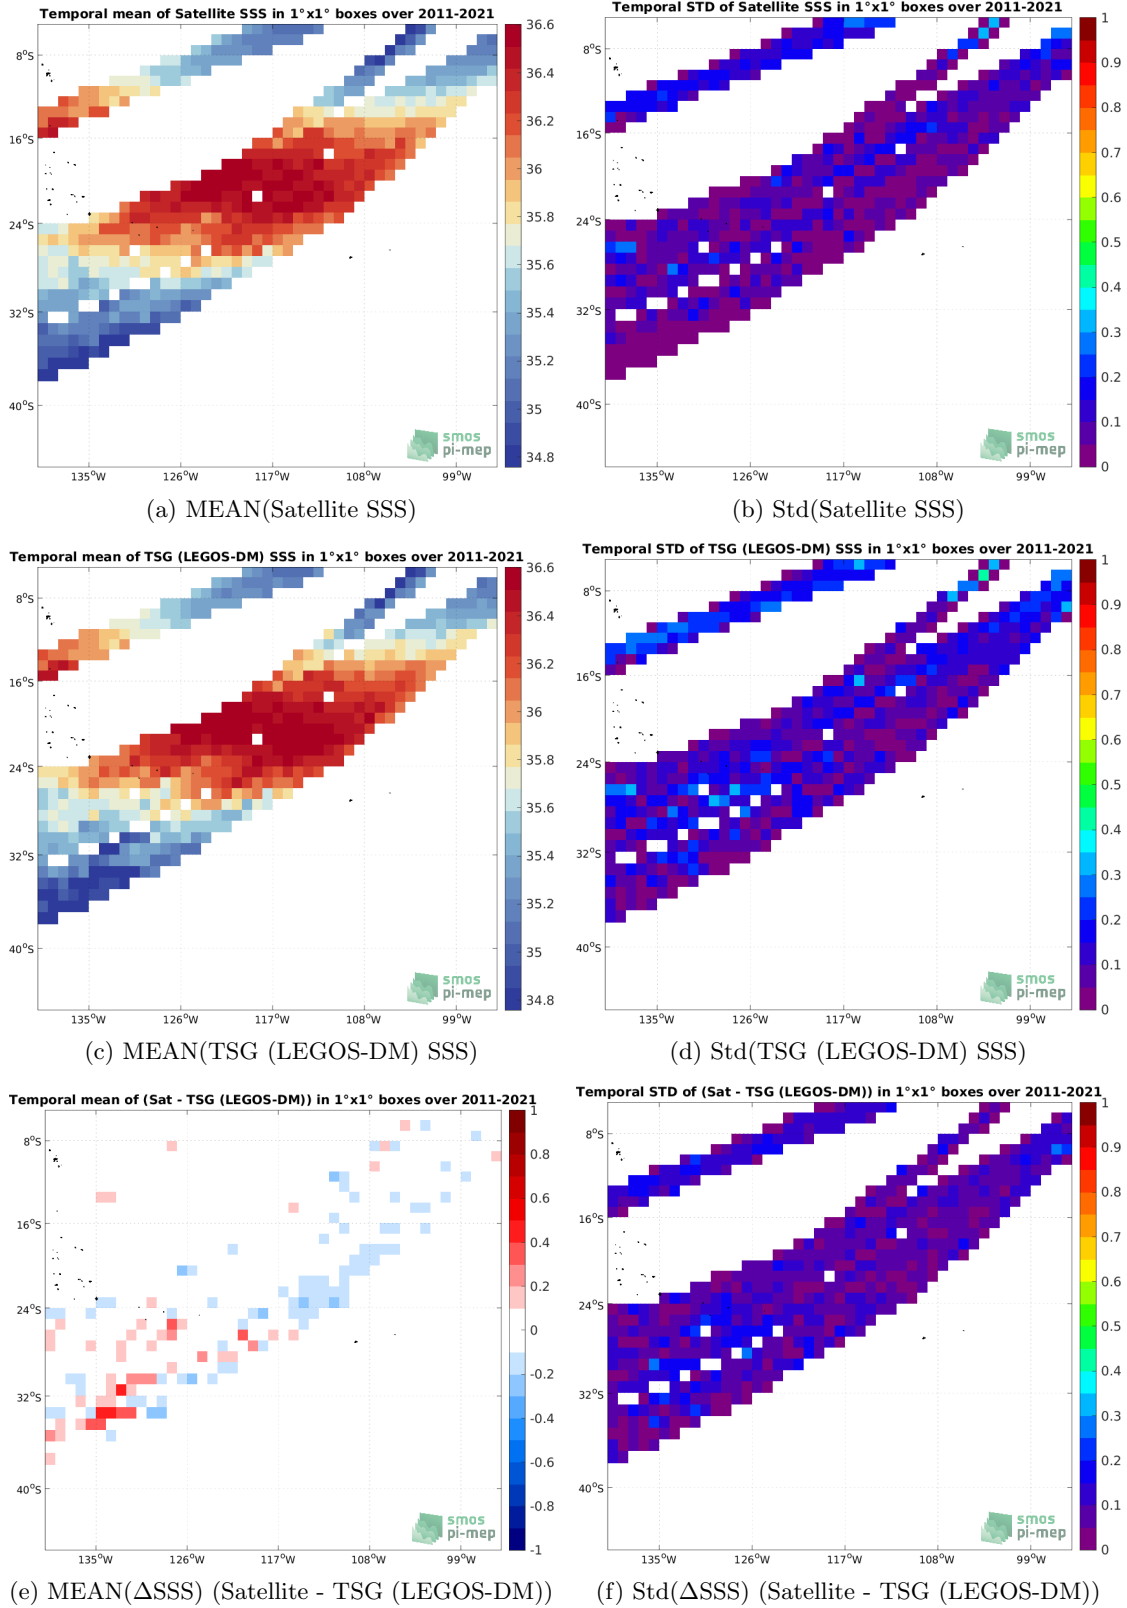 Temporal mean of Satellite SSS in 1°x1° boxes over 2011-2021
8°S
16°S
24°S
32°S
40°S
135°W
126°W
117°W
108°W
99°W
36.6
36.4
36.2
36
35.8
35.6
35.4
35.2
35
34.8
smos
pi-mep
(a) MEAN(Satellite SSS)
Temporal STD of Satellite SSS in 1°x1° boxes over 2011-2021
8°S
16°S
24°S
32°S
40°S
135°W
126°W
117°W
108°W
99°W
1
0.9
0.8
0.7
0.6
0.5
0.4
0.3
0.2
0.1
0
smos
pi-mep
(b) Std(Satellite SSS)
Temporal mean of TSG (LEGOS-DM) SSS in 1°x1° boxes over 2011-2021
8°S
16°S
24°S
32°S
40°S
135°W
126°W
117°W
108°W
99°W
36.6
36.4
36.2
36
35.8
35.6
35.4
35.2
35
34.8
smos
pi-mep
(c) MEAN(TSG (LEGOS-DM) SSS)
Temporal STD of TSG (LEGOS-DM) SSS in 1°x1° boxes over 2011-2021
8°S
16°S
24°S
32°S
40°S
135°W
126°W
117°W
108°W
99°W
1
0.9
0.8
0.7
0.6
0.5
0.4
0.3
0.2
0.1
0
smos
pi-mep
(d) Std(TSG (LEGOS-DM) SSS)
Temporal mean of (Sat - TSG (LEGOS-DM)) in 1°x1° boxes over 2011-2021
8°S
16°S
24°S
32°S
40°S
135°W
126°W
117°W
108°W
99°W
1
0.8
0.6
0.4
0.2
0
-0.2
-0.4
-0.6
-0.8
-1
smos
pi-mep
(e) MEAN(ΔSSS) (Satellite - TSG (LEGOS-DM))
Temporal STD of (Sat - TSG (LEGOS-DM)) in 1°x1° boxes over 2011-2021
8°S
16°S
24°S
32°S
40°S
135°W
126°W
117°W
108°W
99°W
1
0.9
0.8
0.7
0.6
0.5
0.4
0.3
0.2
0.1
0
smos
pi-mep
(f) Std(ΔSSS) (Satellite - TSG (LEGOS-DM))